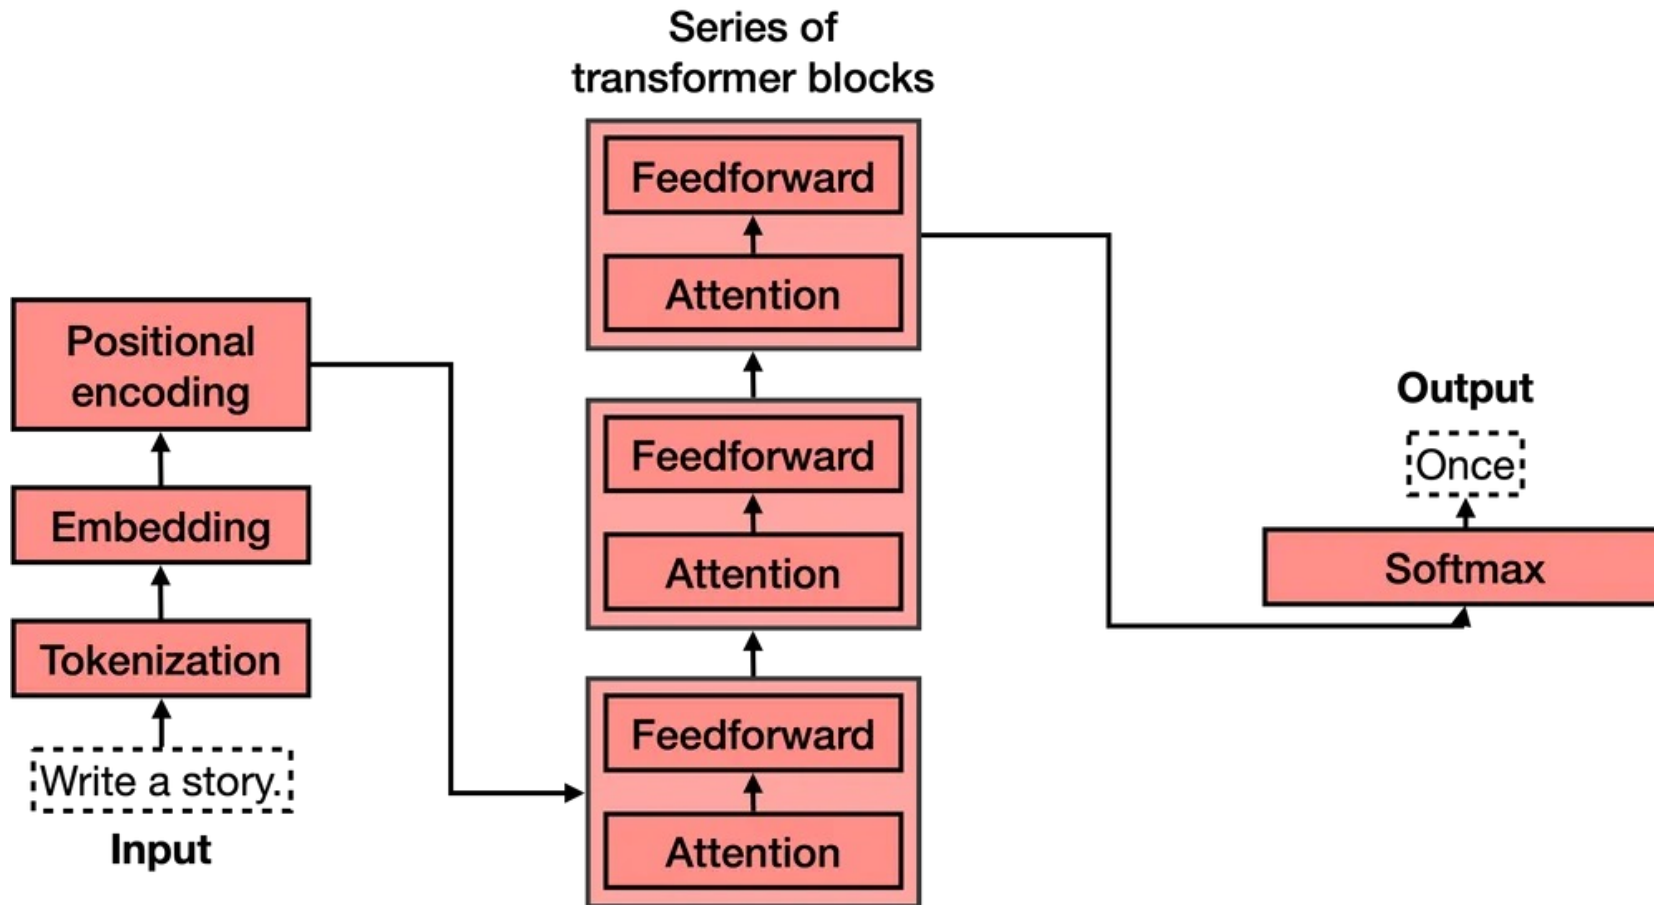 Series of
transformer blocks
Feedforward
Attention
Positional
encoding
Feedforward
Attention
Output
Once
Embedding
Softmax
Tokenization
Feedforward
Write a story.
Input
Attention